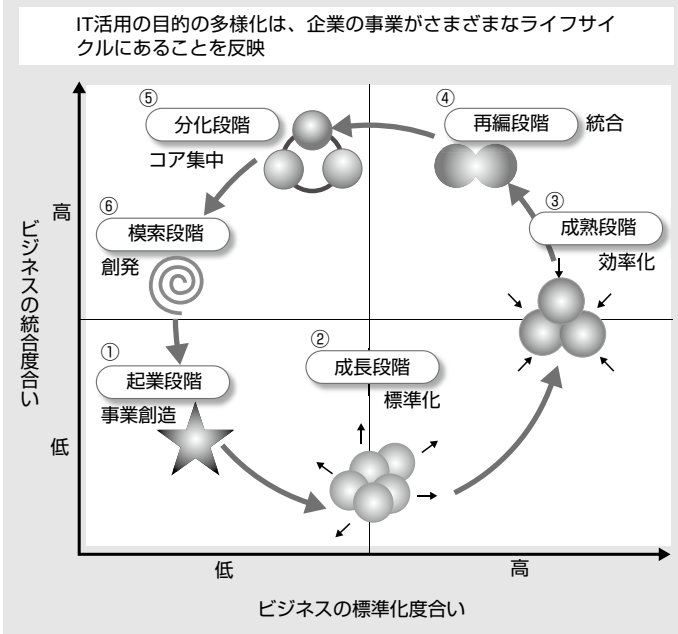 IT活用の目的の多様化は、企業の事業がさまざまなライフサイ
クルにあることを反映
⑤
分化段階
コア集中
④
再編段階
統合
⑥
模索段階
創発
③
成熟段階
効率化
①
起業段階
事業創造
②
成長段階
標準化
高
ビジネスの統合度合い
低
低
高
ビジネスの標準化度合い